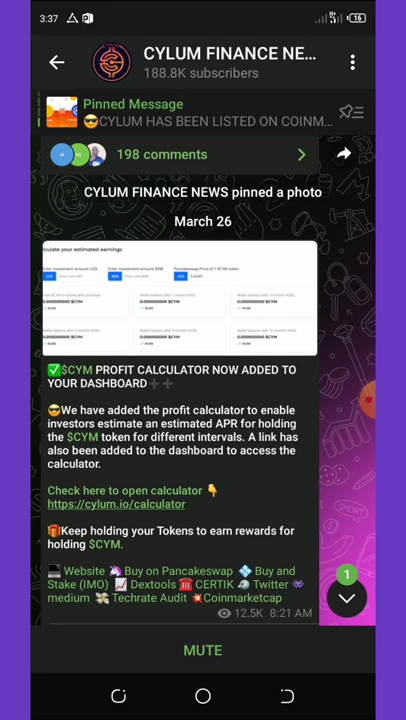 3:37
16
CYLUM FINANCE NE...
188.8K subscribers
Pinned Message
😎CYLUM HAS BEEN LISTED ON COINM...
198 comments
CYLUM FINANCE NEWS pinned a photo
March 26
lculate your estimated earnings
✅$CYM PROFIT CALCULATOR NOW ADDED TO
YOUR DASHBOARD➕➕
😎We have added the profit calculator to enable
investors estimate an estimated APR for holding
the $CYM token for different intervals. A link has
also been added to the dashboard to access the
calculator.
Check here to open calculator 👇
https://cylum.io/calculator
🎁Keep holding your Tokens to earn rewards for
holding $CYM.
💻 Website 🦄Buy on Pancakeswap 💠Buy and
Stake (IMO) 📈 Dextools ☎️ CERTIK 🐳 Twitter 👾
medium 💸 Techrate Audit 💥Coinmarketcap
12.5K 8:21 AM
1
MUTE